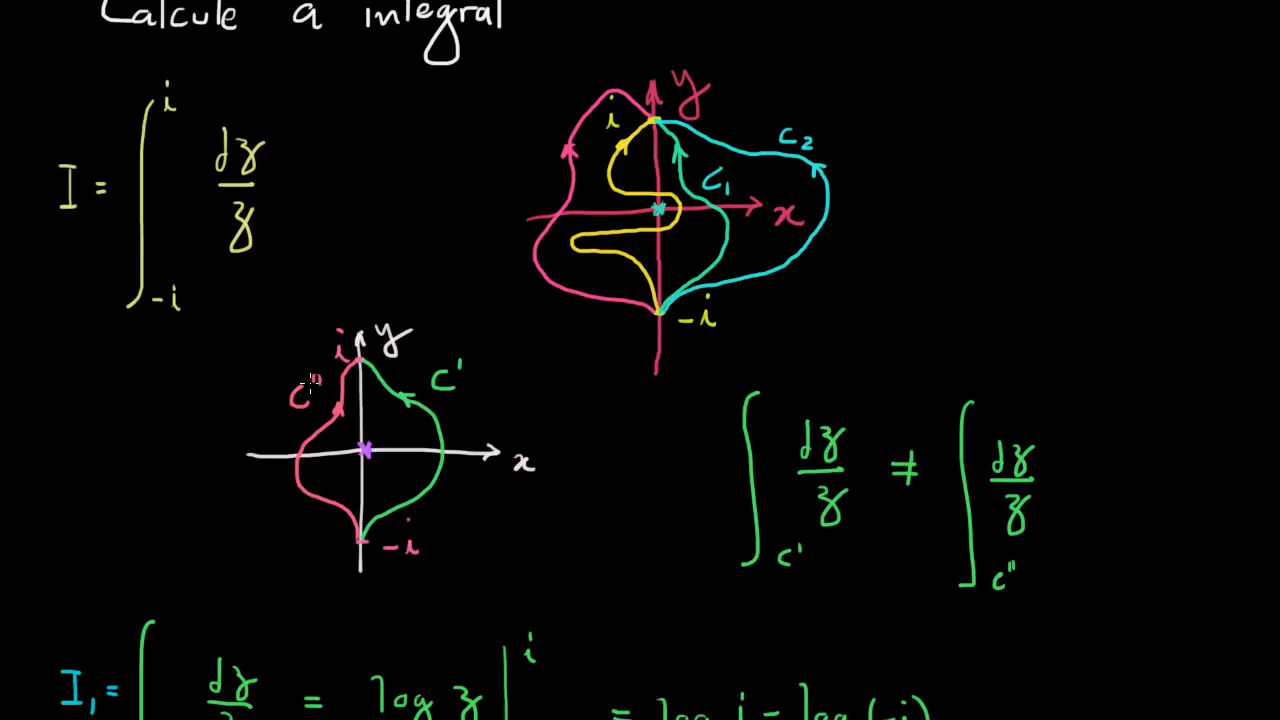 Calcule a integral
I = ∫_{-i}^{i} dz/z
y
i
C₂
C₁
x
-i
i y
C" C'
x
-i
∫_{C'} dz/z ≠ ∫_{C"} dz/z
I₁ = ∫ dz/z = log z |^{i} = log i - log (-i)